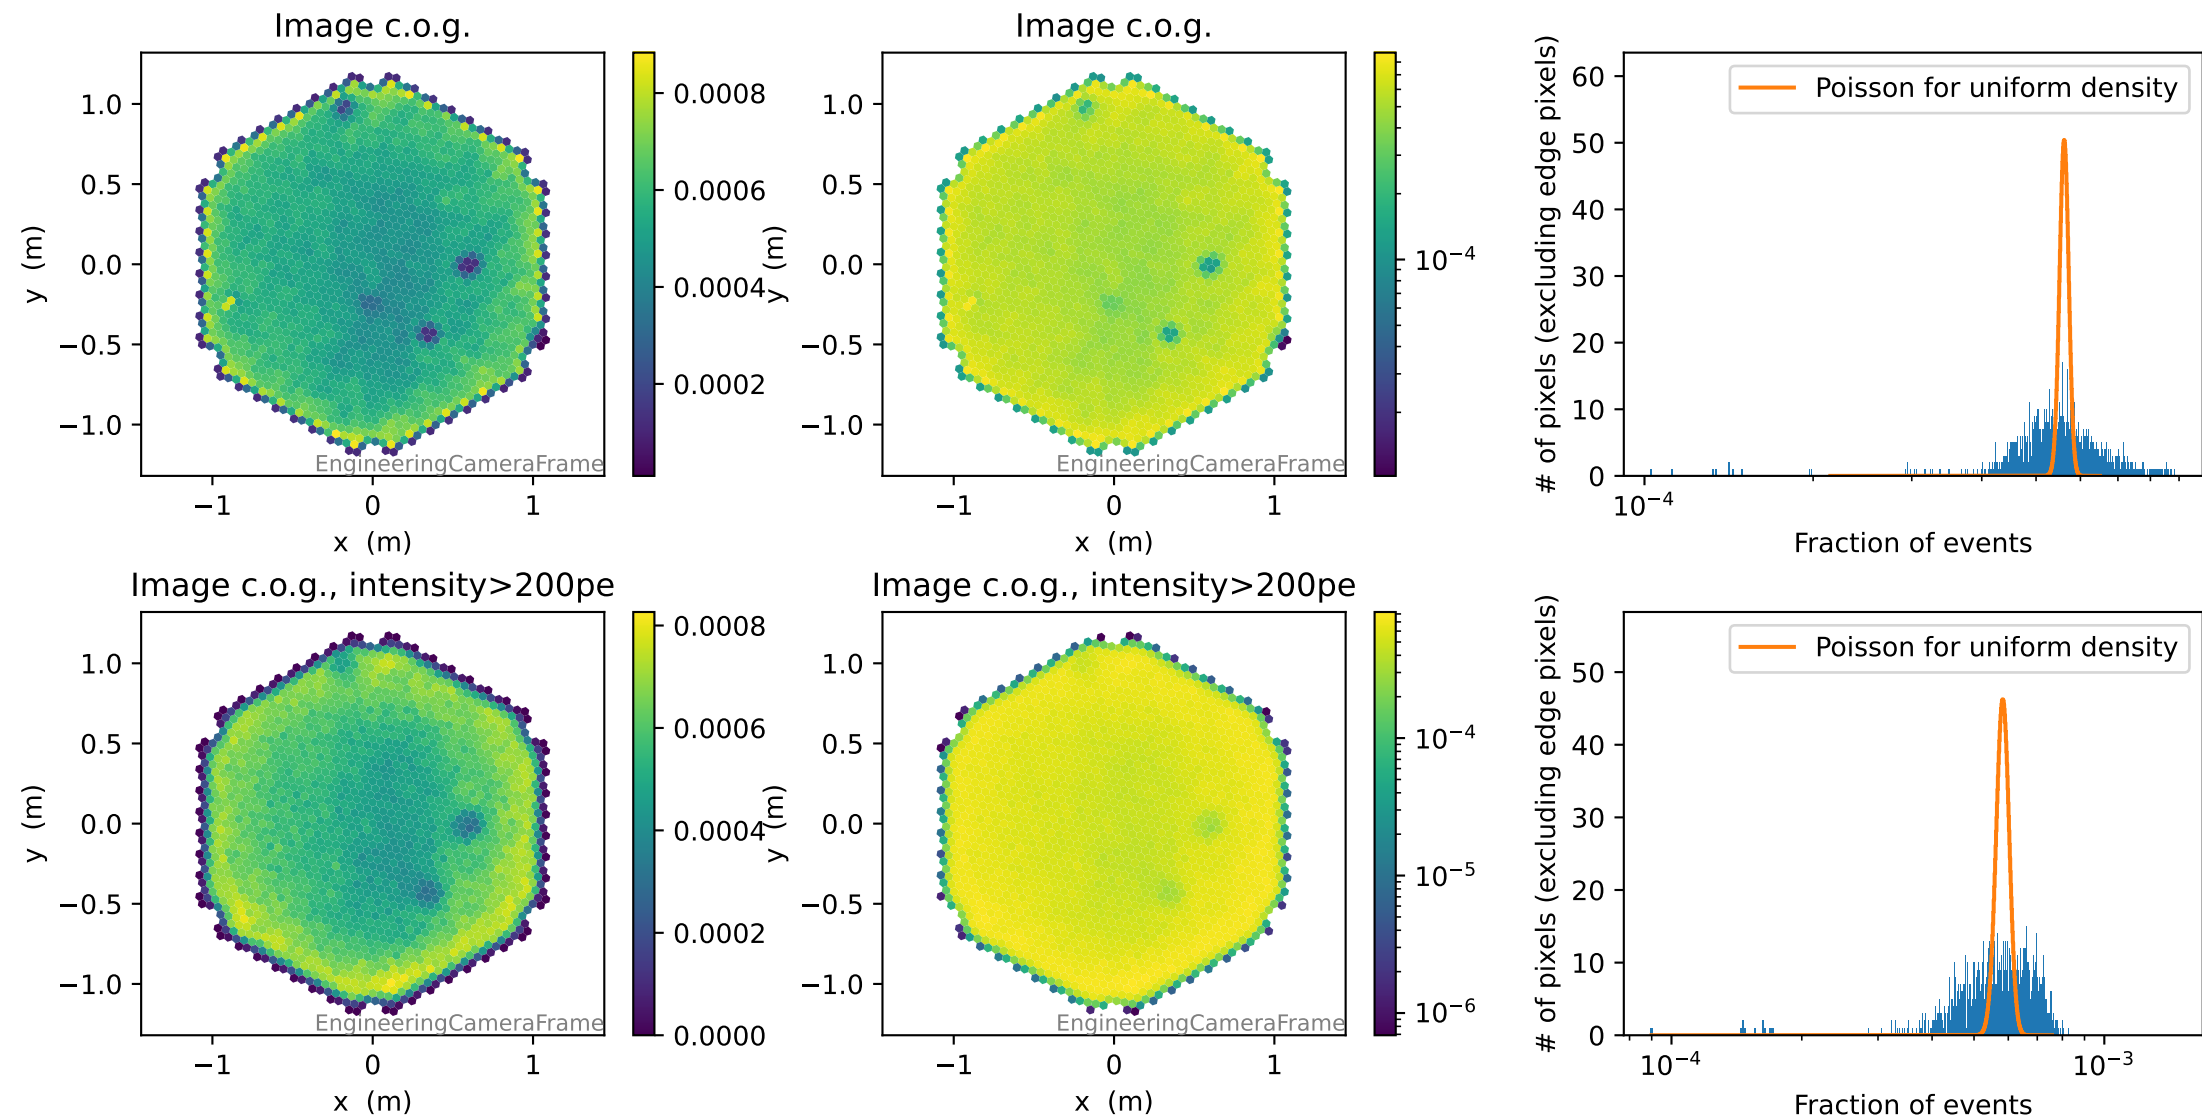 Image c.o.g.
1.0
0.5
0.0
−0.5
−1.0
y (m)
−1
0
1
x (m)
EngineeringCameraFrame
0.0008
0.0006
0.0004
0.0002
Image c.o.g.
1.0
0.5
0.0
−0.5
−1.0
y (m)
−1
0
1
x (m)
EngineeringCameraFrame
10⁻⁴
60
50
40
30
20
10
0
# of pixels (excluding edge pixels)
Poisson for uniform density
10⁻⁴
Fraction of events
Image c.o.g., intensity>200pe
1.0
0.5
0.0
−0.5
−1.0
y (m)
−1
0
1
x (m)
EngineeringCameraFrame
0.0008
0.0006
0.0004
0.0002
0.0000
Image c.o.g., intensity>200pe
1.0
0.5
0.0
−0.5
−1.0
y (m)
−1
0
1
x (m)
EngineeringCameraFrame
10⁻⁴
10⁻⁵
10⁻⁶
50
40
30
20
10
0
# of pixels (excluding edge pixels)
Poisson for uniform density
10⁻⁴
10⁻³
Fraction of events